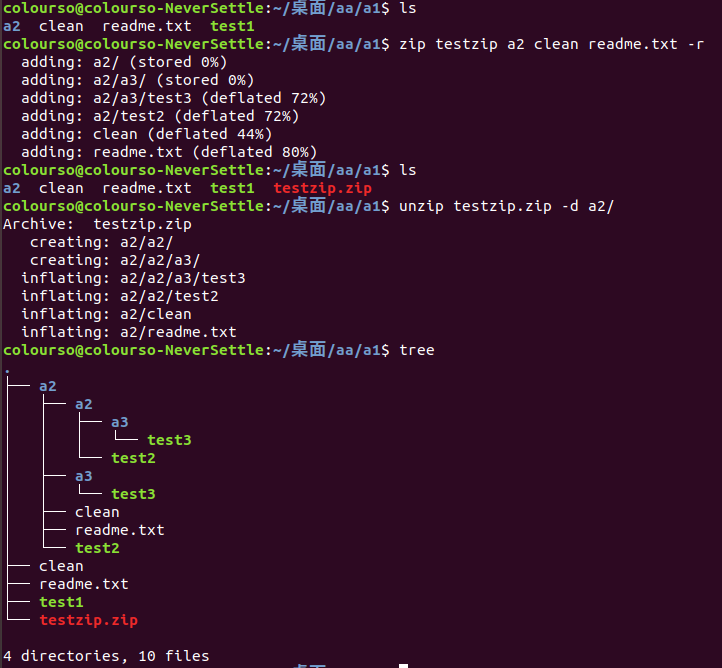 colourso@colourso-NeverSettle:~/桌面/aa/a1$ ls
a2  clean  readme.txt  test1
colourso@colourso-NeverSettle:~/桌面/aa/a1$ zip testzip a2 clean readme.txt -r
  adding: a2/ (stored 0%)
  adding: a2/a3/ (stored 0%)
  adding: a2/a3/test3 (deflated 72%)
  adding: a2/test2 (deflated 72%)
  adding: clean (deflated 44%)
  adding: readme.txt (deflated 80%)
colourso@colourso-NeverSettle:~/桌面/aa/a1$ ls
a2  clean  readme.txt  test1  testzip.zip
colourso@colourso-NeverSettle:~/桌面/aa/a1$ unzip testzip.zip -d a2/
Archive:  testzip.zip
   creating: a2/a2/
   creating: a2/a2/a3/
  inflating: a2/a2/a3/test3
  inflating: a2/a2/test2
  inflating: a2/clean
  inflating: a2/readme.txt
colourso@colourso-NeverSettle:~/桌面/aa/a1$ tree
.
├── a2
│   ├── a2
│   │   ├── a3
│   │   │   └── test3
│   │   └── test2
│   ├── a3
│   │   └── test3
│   ├── clean
│   ├── readme.txt
│   └── test2
├── clean
├── readme.txt
├── test1
└── testzip.zip

4 directories, 10 files